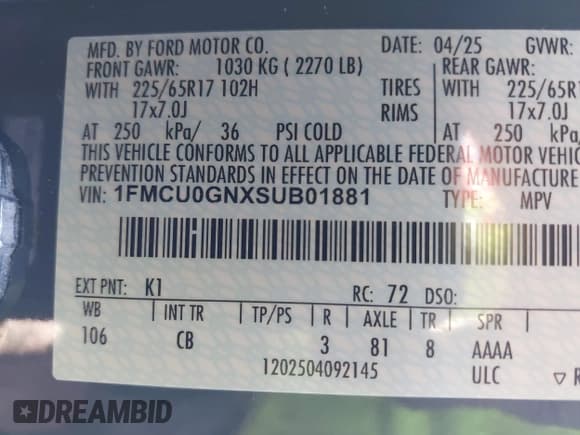 MFD. BY FORD MOTOR CO. DATE: 04/25 GVWR:
FRONT GAWR: 1030 KG ( 2270 LB) REAR GAWR:
WITH 225/65R17 102H TIRES WITH 225/65R1
17x7.0J RIMS 17x7.0J
AT 250 kPa/ 36 PSI COLD AT 250 kPa/
THIS VEHICLE CONFORMS TO ALL APPLICABLE FEDERAL MOTOR VEHIC
PREVENTION STANDARDS IN EFFECT ON THE DATE OF MANUFACTURE
VIN: 1FMCU0GNXSUB01881 TYPE: MPV
EXT PNT: K1 RC: 72 DSO:
WB INT TR TP/PS R AXLE TR SPR
106 CB 3 81 8 AAAA
1202504092145 ULC ▽ R
DREAMBID